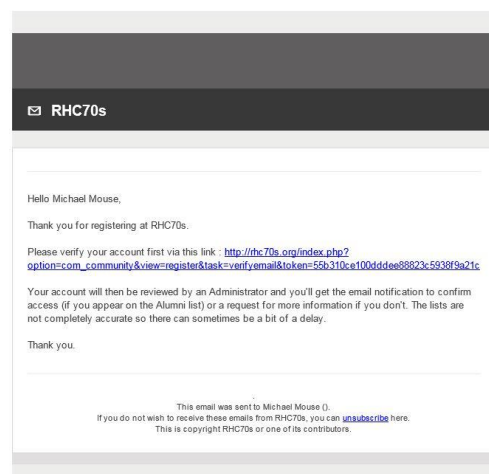 RHC70s
Hello Michael Mouse,
Thank you for registering at RHC70s.
Please verify your account first via this link : http://rhc70s.org/index.php?
option=com_community&view=register&task=verifyemail&token=55b310ce100dddee88823c5938f9a21c
Your account will then be reviewed by an Administrator and you'll get the email notification to confirm
access (if you appear on the Alumni list) or a request for more information if you don't. The lists are
not completely accurate so there can sometimes be a bit of a delay.
Thank you.
.
This email was sent to Michael Mouse ().
If you do not wish to receive these emails from RHC70s, you can unsubscribe here.
This is copyright RHC70s or one of its contributors.